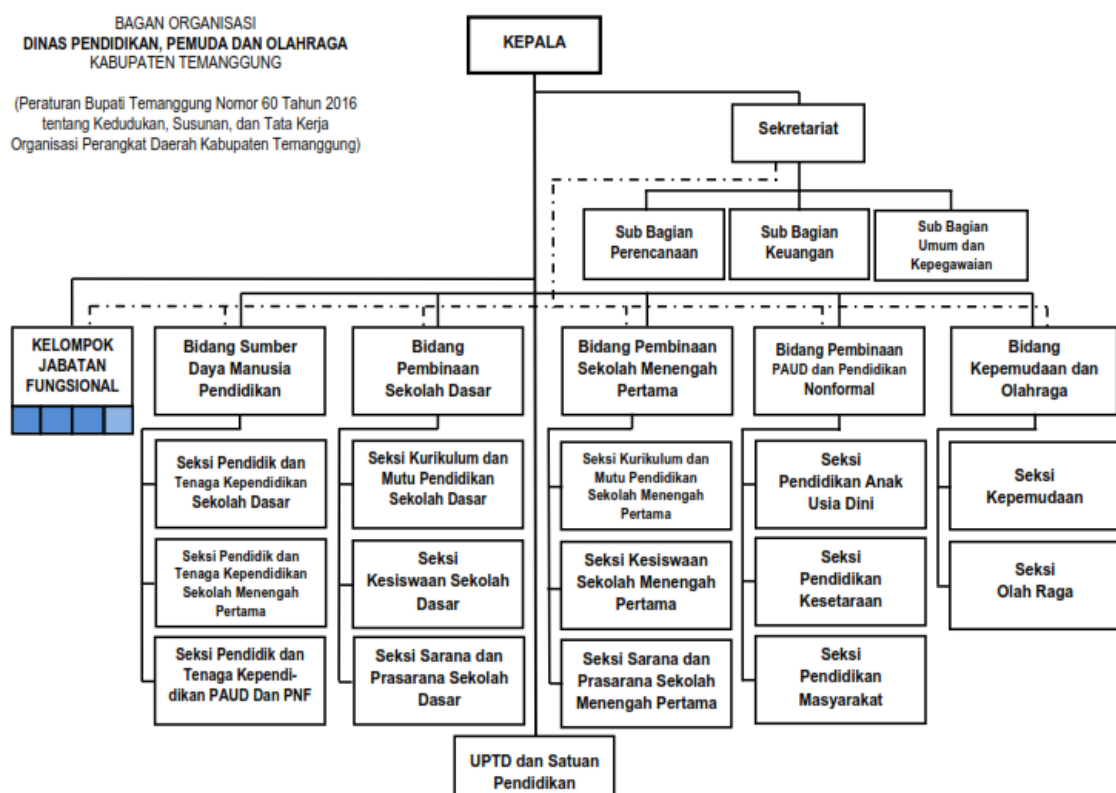 BAGAN ORGANISASI
DINAS PENDIDIKAN, PEMUDA DAN OLAHRAGA
KABUPATEN TEMANGGUNG
(Peraturan Bupati Temanggung Nomor 60 Tahun 2016
tentang Kedudukan, Susunan, dan Tata Kerja
Organisasi Perangkat Daerah Kabupaten Temanggung)
KEPALA
Sekretariat
Sub Bagian
Perencanaan
Sub Bagian
Keuangan
Sub Bagian
Umum dan
Kepegawaian
KELOMPOK
JABATAN
FUNGSIONAL
Bidang Sumber
Daya Manusia
Pendidikan
Bidang
Pembinaan
Sekolah Dasar
Bidang Pembinaan
Sekolah Menengah
Pertama
Bidang Pembinaan
PAUD dan Pendidikan
Nonformal
Bidang
Kepemudaan dan
Olahraga
Seksi Pendidik dan
Tenaga Kependidikan
Sekolah Dasar
Seksi Kurikulum dan
Mutu Pendidikan
Sekolah Dasar
Seksi Kurikulum dan
Mutu Pendidikan
Sekolah Menengah
Pertama
Seksi
Pendidikan Anak
Usia Dini
Seksi
Kepemudaan
Seksi Pendidik dan
Tenaga Kependidikan
Sekolah Menengah
Pertama
Seksi
Kesiswaan Sekolah
Dasar
Seksi Kesiswaan
Sekolah Menengah
Pertama
Seksi
Pendidikan
Kesetaraan
Seksi
Olah Raga
Seksi Pendidik dan
Tenaga Kependi-
dikan PAUD Dan PNF
Seksi Sarana dan
Prasarana Sekolah
Dasar
Seksi Sarana dan
Prasarana Sekolah
Menengah Pertama
Seksi
Pendidikan
Masyarakat
UPTD dan Satuan
Pendidikan